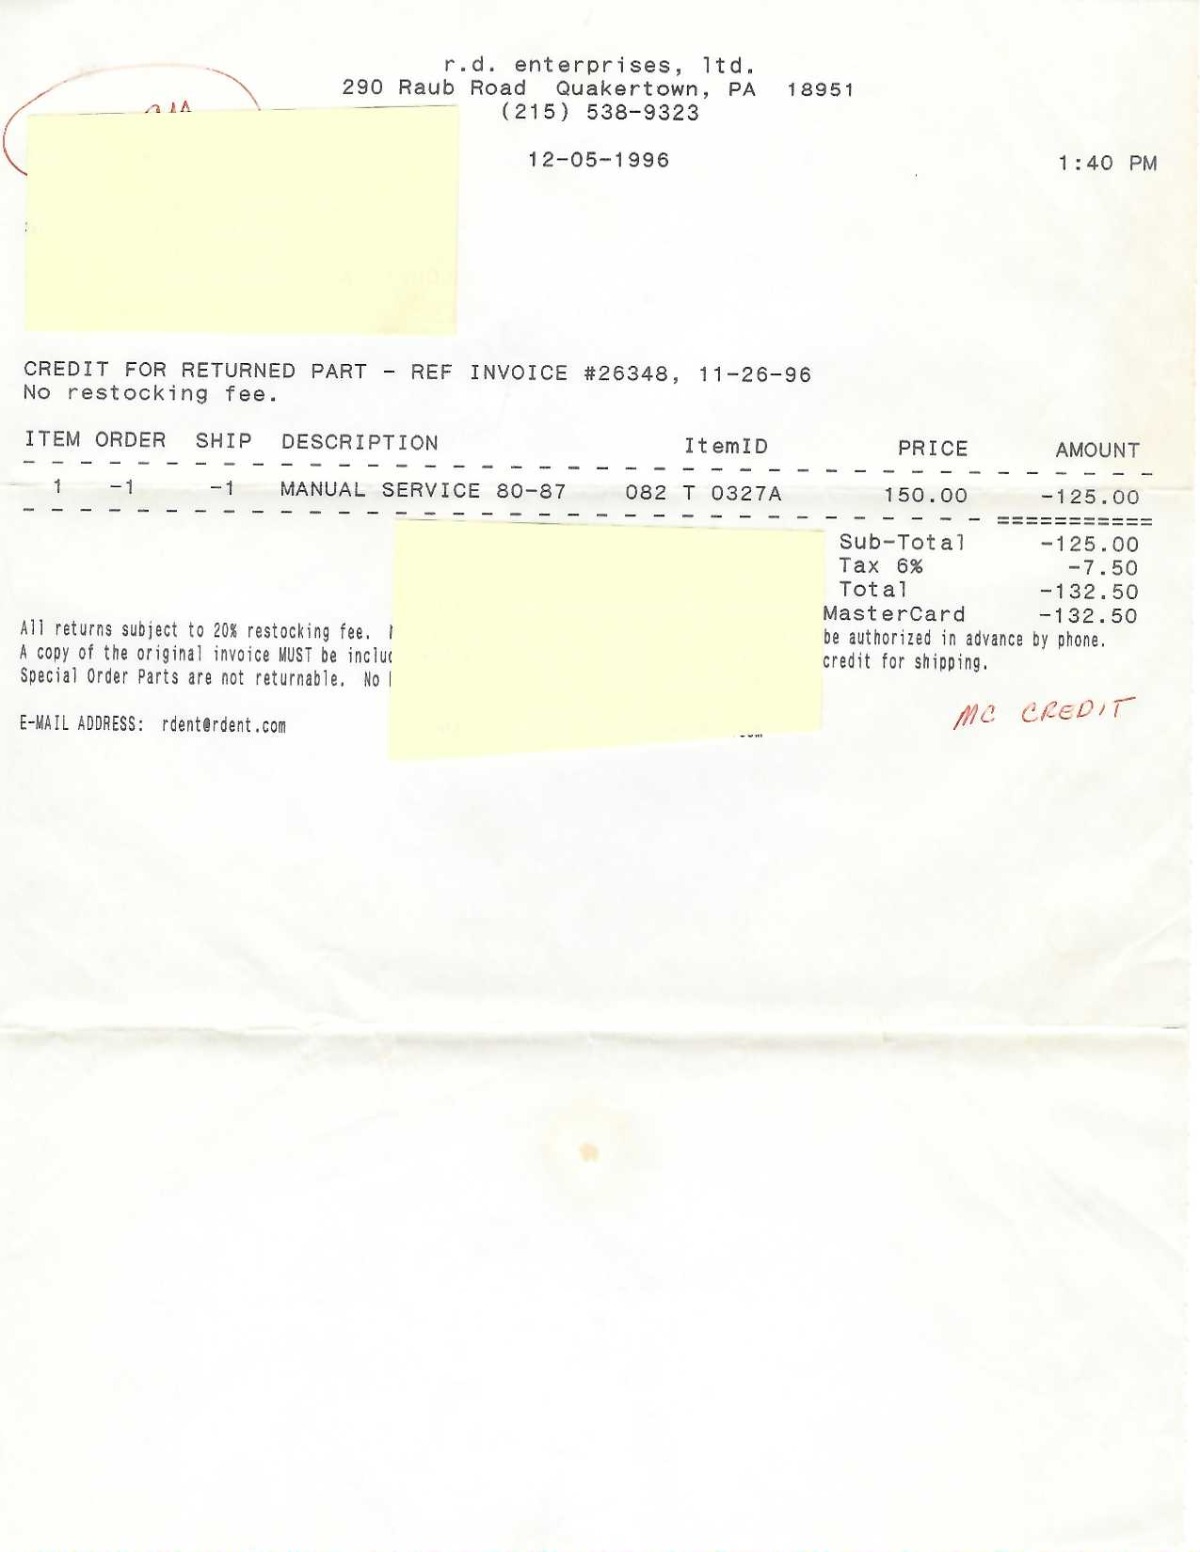 r.d. enterprises, ltd.
290 Raub Road Quakertown, PA 18951
(215) 538-9323
12-05-1996 1:40 PM
CREDIT FOR RETURNED PART - REF INVOICE #26348, 11-26-96
No restocking fee.
ITEM ORDER SHIP DESCRIPTION ItemID PRICE AMOUNT
1 -1 -1 MANUAL SERVICE 80-87 082 T 0327A 150.00 -125.00
Sub-Total -125.00
Tax 6% -7.50
Total -132.50
MasterCard -132.50
All returns subject to 20% restocking fee. be authorized in advance by phone.
A copy of the original invoice MUST be credit for shipping.
Special Order Parts are not returnable. No
E-MAIL ADDRESS: rdent@rdent.com
MC CREDIT